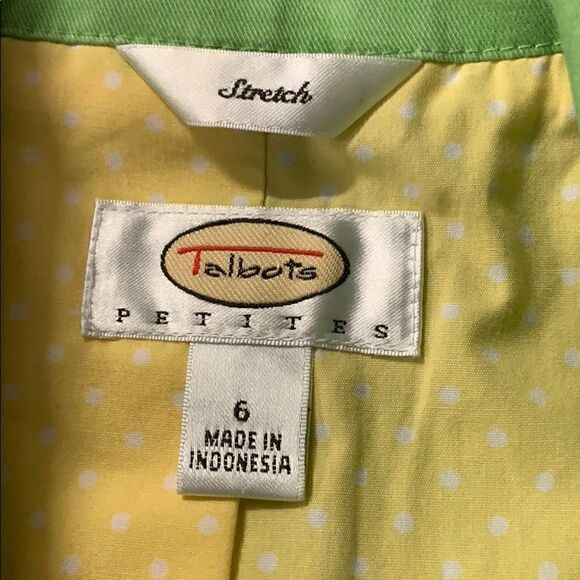 Stretch
Talbots
PETITES
6
MADE IN
INDONESIA